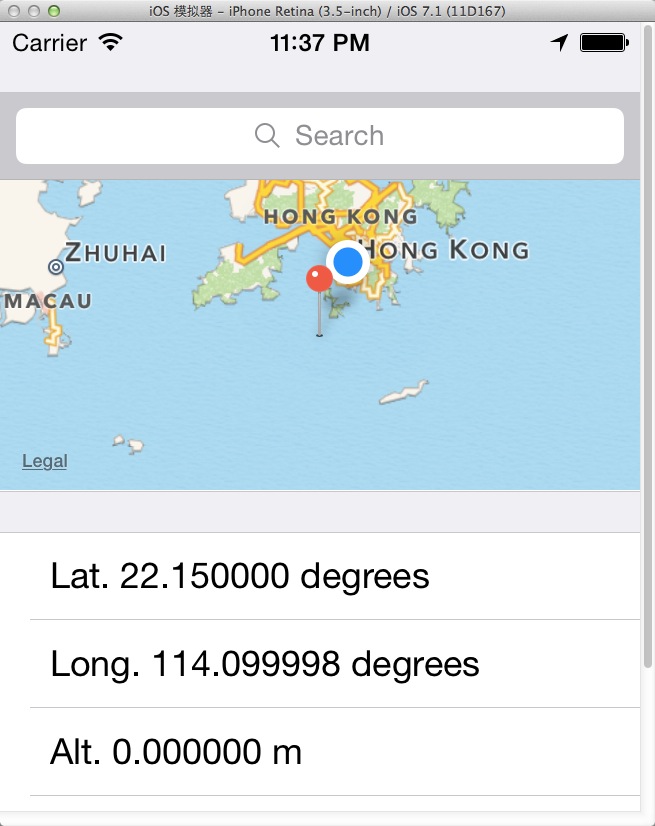 iOS 模拟器 – iPhone Retina (3.5-inch) / iOS 7.1 (11D167)
Carrier 11:37 PM
Search
HONG KONG
ZHUHAI HONG KONG
MACAU
Legal
Lat. 22.150000 degrees
Long. 114.099998 degrees
Alt. 0.000000 m